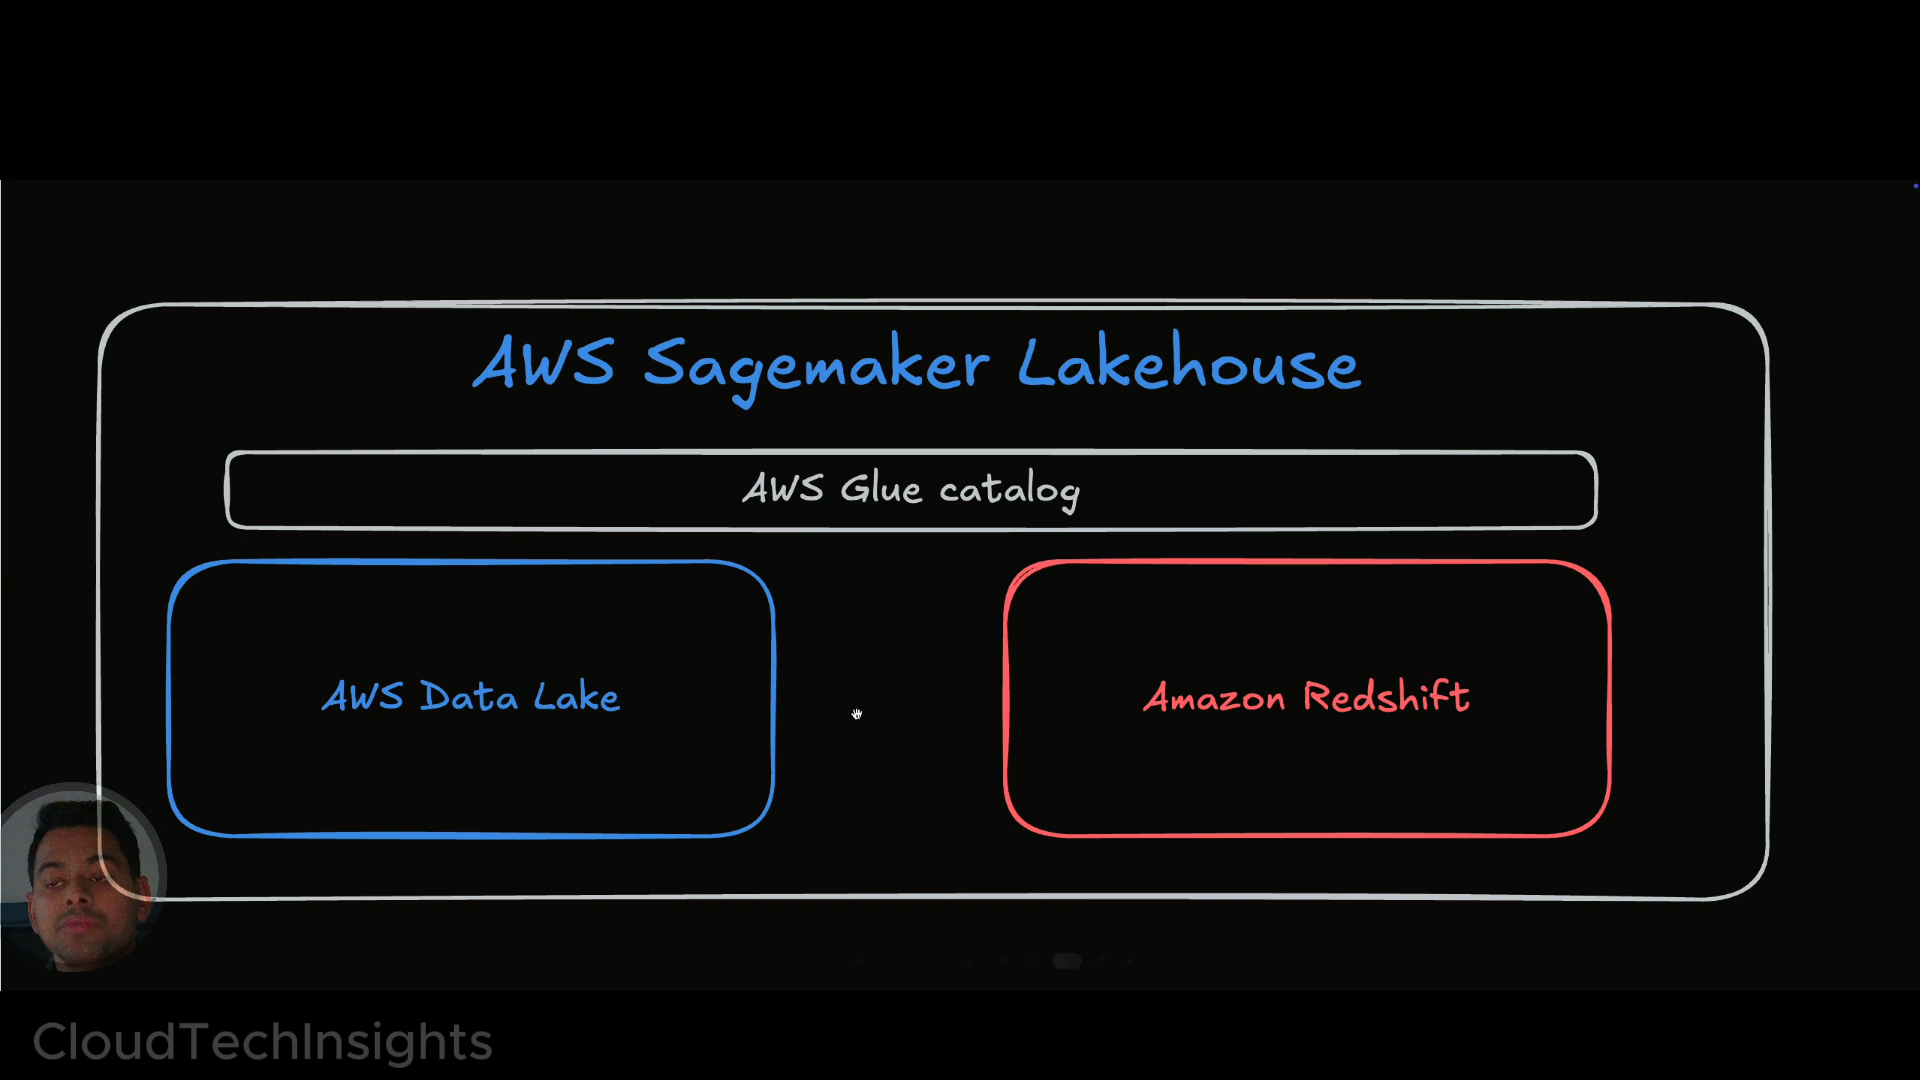 AWS Sagemaker Lakehouse
AWS Glue catalog
AWS Data Lake
Amazon Redshift
CloudTechInsights